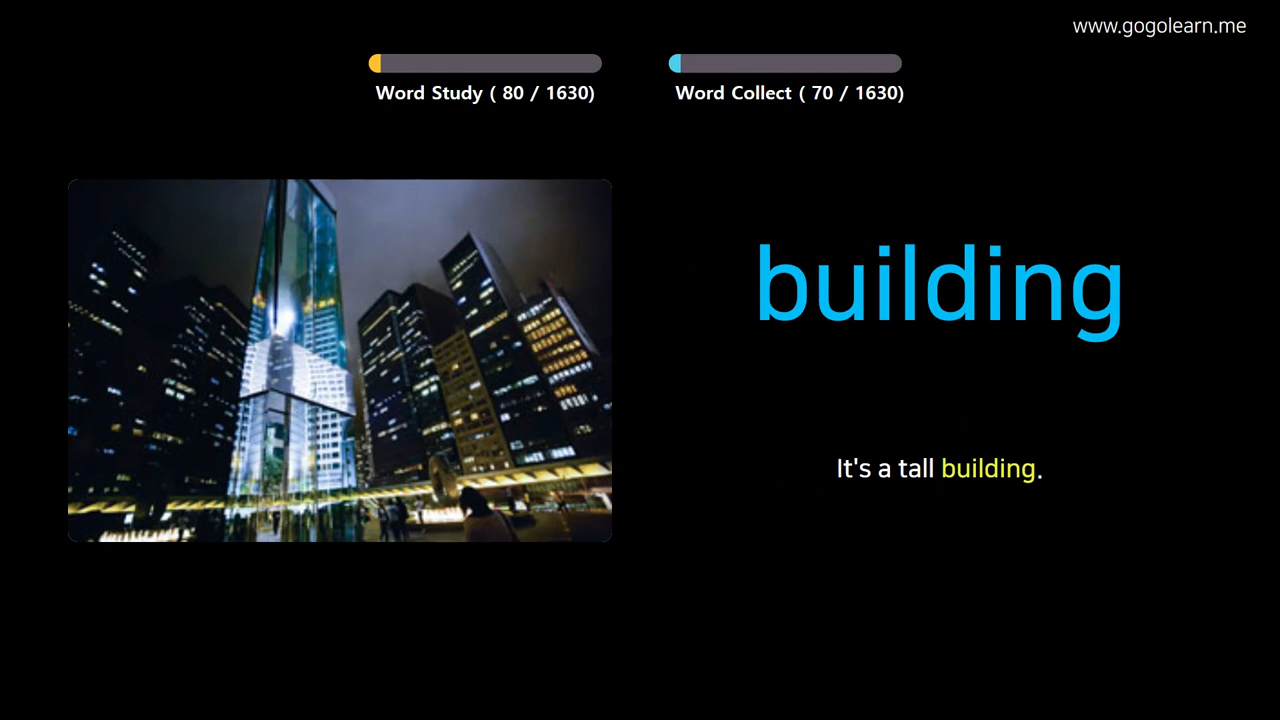 www.gogolearn.me
Word Study ( 80 / 1630)
Word Collect ( 70 / 1630)
building
It's a tall building.